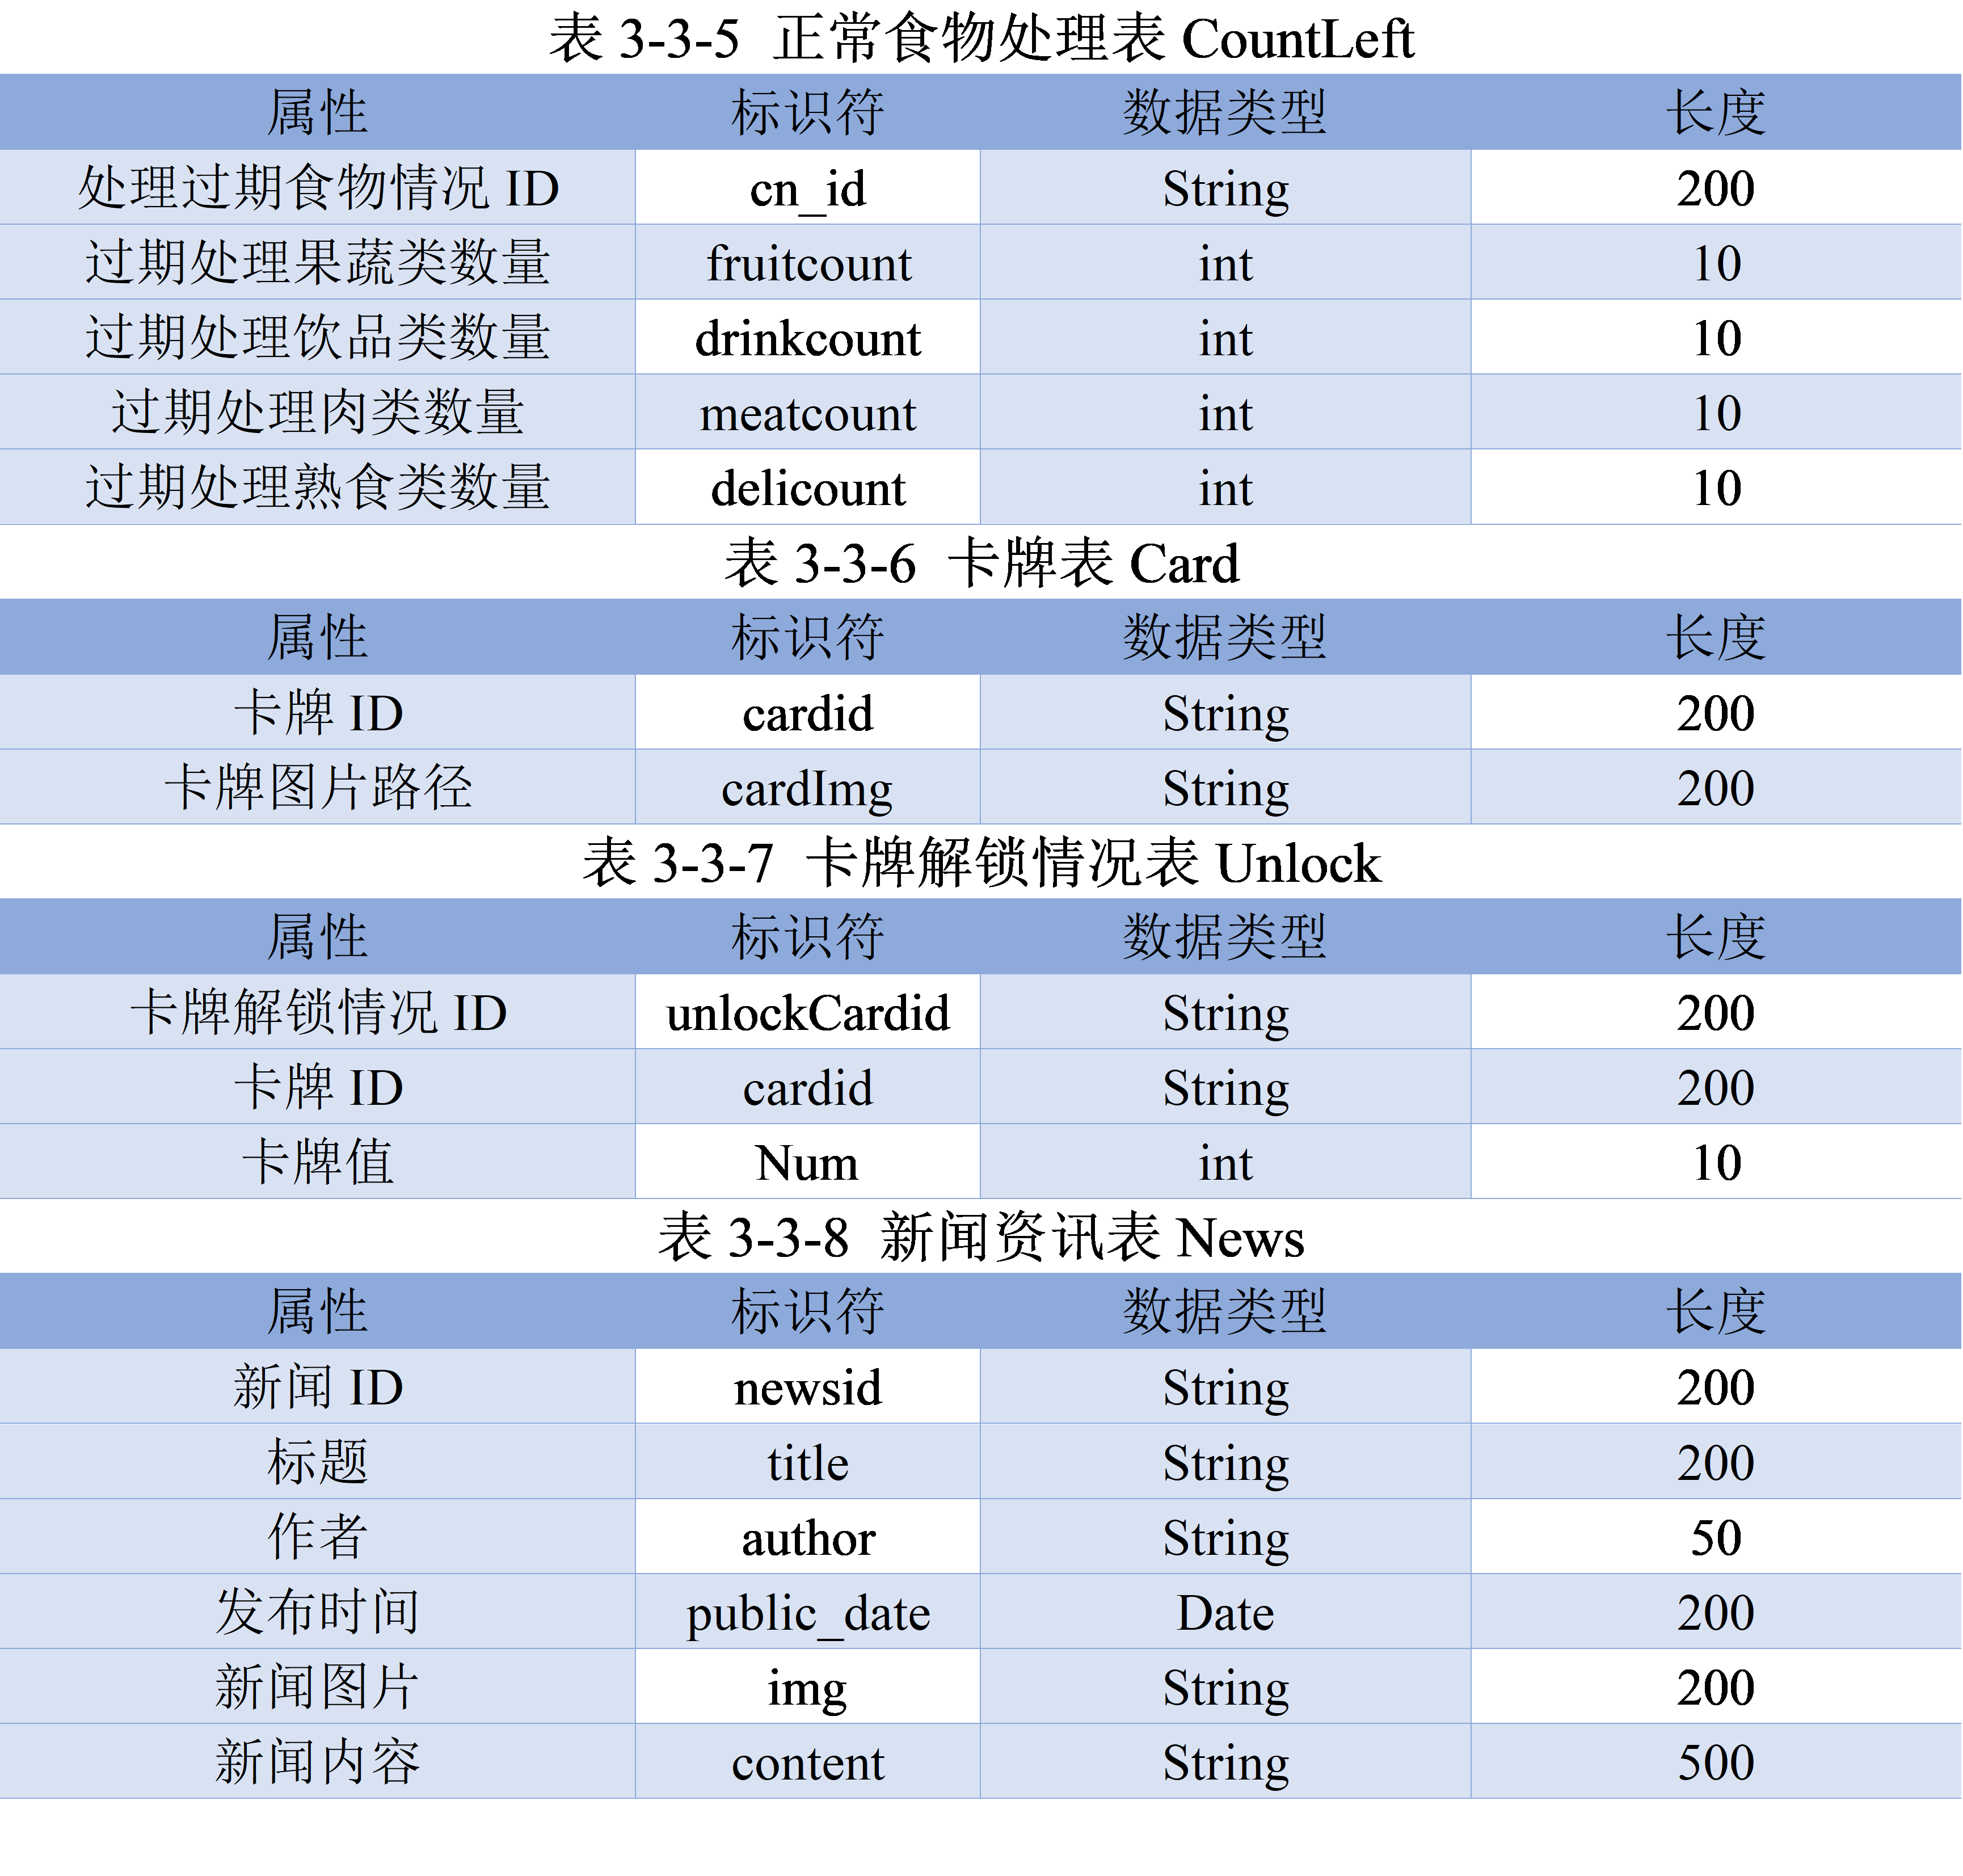 表 3-3-5 正常食物处理表 CountLeft
属性 标识符 数据类型 长度
处理过期食物情况 ID cn_id String 200
过期处理果蔬类数量 fruitcount int 10
过期处理饮品类数量 drinkcount int 10
过期处理肉类数量 meatcount int 10
过期处理熟食类数量 delicount int 10
表 3-3-6 卡牌表 Card
属性 标识符 数据类型 长度
卡牌 ID cardid String 200
卡牌图片路径 cardImg String 200
表 3-3-7 卡牌解锁情况表 Unlock
属性 标识符 数据类型 长度
卡牌解锁情况 ID unlockCardid String 200
卡牌 ID cardid String 200
卡牌值 Num int 10
表 3-3-8 新闻资讯表 News
属性 标识符 数据类型 长度
新闻 ID newsid String 200
标题 title String 200
作者 author String 50
发布时间 public_date Date 200
新闻图片 img String 200
新闻内容 content String 500